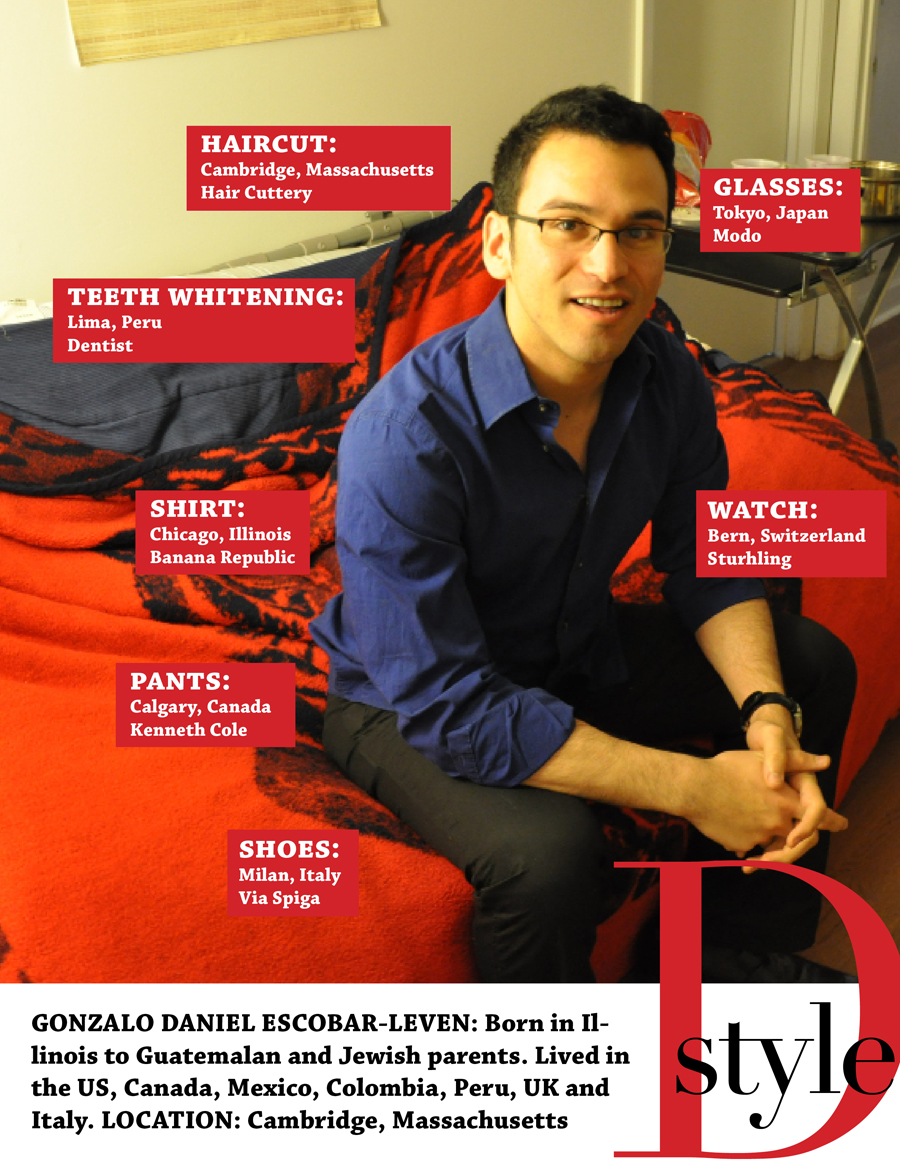 HAIRCUT:
Cambridge, Massachusetts
Hair Cuttery
GLASSES:
Tokyo, Japan
Modo
TEETH WHITENING:
Lima, Peru
Dentist
SHIRT:
Chicago, Illinois
Banana Republic
WATCH:
Bern, Switzerland
Sturhling
PANTS:
Calgary, Canada
Kenneth Cole
SHOES:
Milan, Italy
Via Spiga
GONZALO DANIEL ESCOBAR-LEVEN: Born in Il-
linois to Guatemalan and Jewish parents. Lived in
the US, Canada, Mexico, Colombia, Peru, UK and
Italy. LOCATION: Cambridge, Massachusetts
D
style